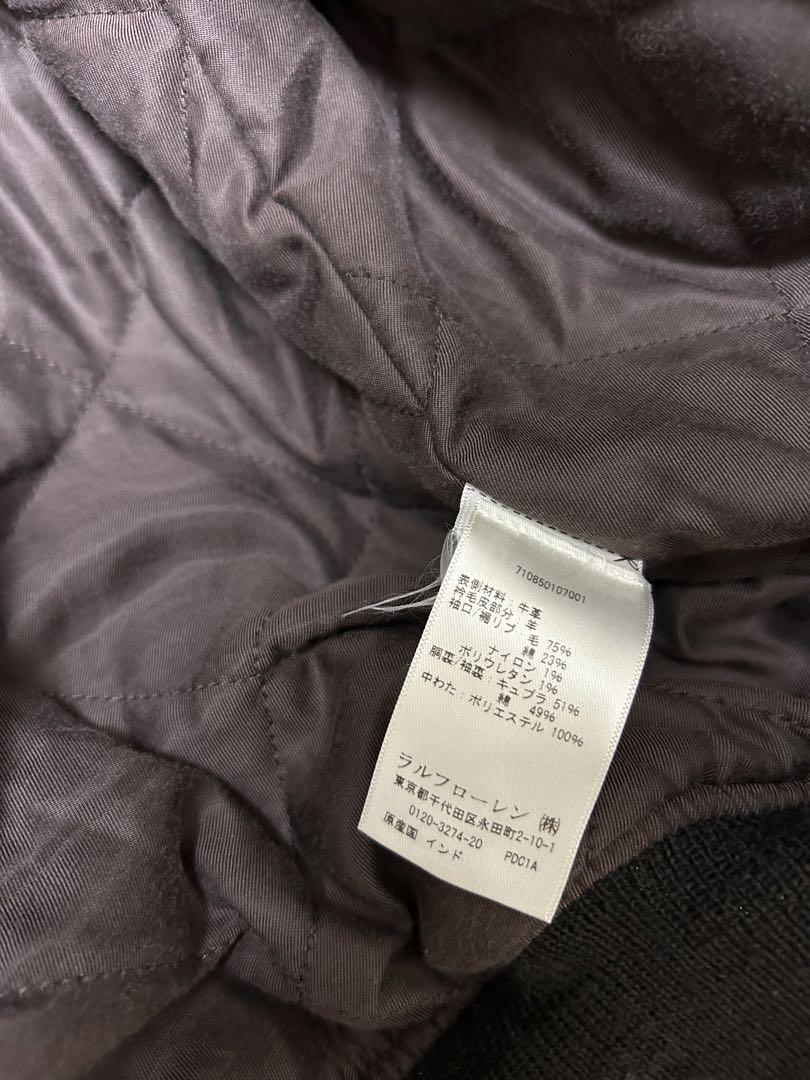 710850107001
表側材料：牛革
衿毛皮部分：羊
袖口/裾リブ：毛 75%
綿 23%
ナイロン 1%
ポリウレタン 1%
胴裏/袖裏：キュプラ 51%
綿 49%
中わた：ポリエステル 100%
ラルフローレン ㈱
東京都千代田区永田町2-10-1
0120-3274-20 PDC1A
原産国 インド